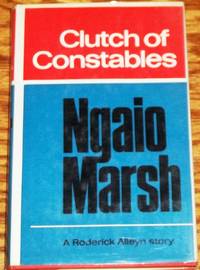 Clutch of
Constables
Ngaio
Marsh
A Roderick Alleyn story